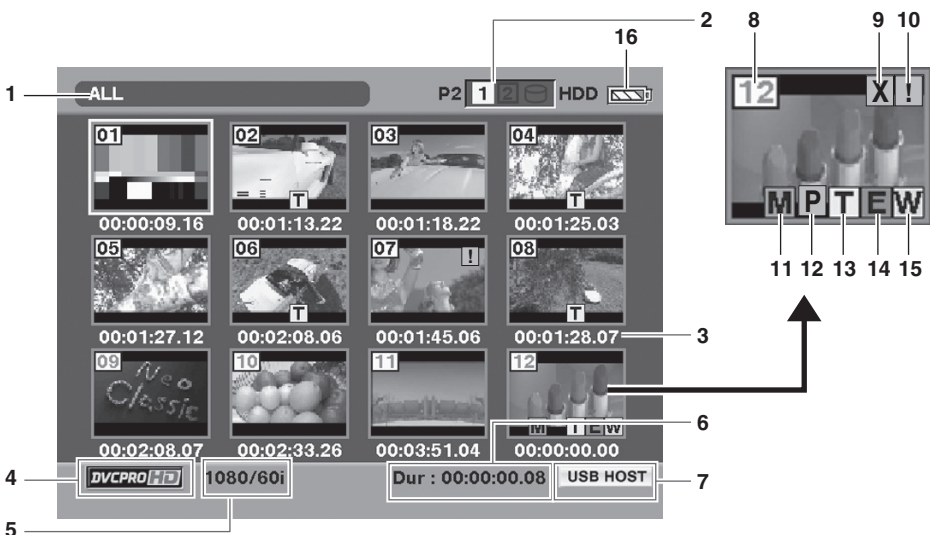 2
16
8
9
10
1
ALL
P2 1 2 HDD
12
X
!
01
02
03
04
T
M
P
T
E
W
00:00:09.16
00:01:13.22
00:01:18.22
00:01:25.03
11
12
13
14
15
05
06
07
!
08
T
T
00:01:27.12
00:02:08.06
00:01:45.06
00:01:28.07
3
09
10
11
12
Neo
Classic
M
T
E
W
6
00:02:08.07
00:02:33.26
00:03:51.04
00:00:00.00
4
DVCPRO HD
1080/60i
Dur : 00:00:00.08
USB HOST
7
5